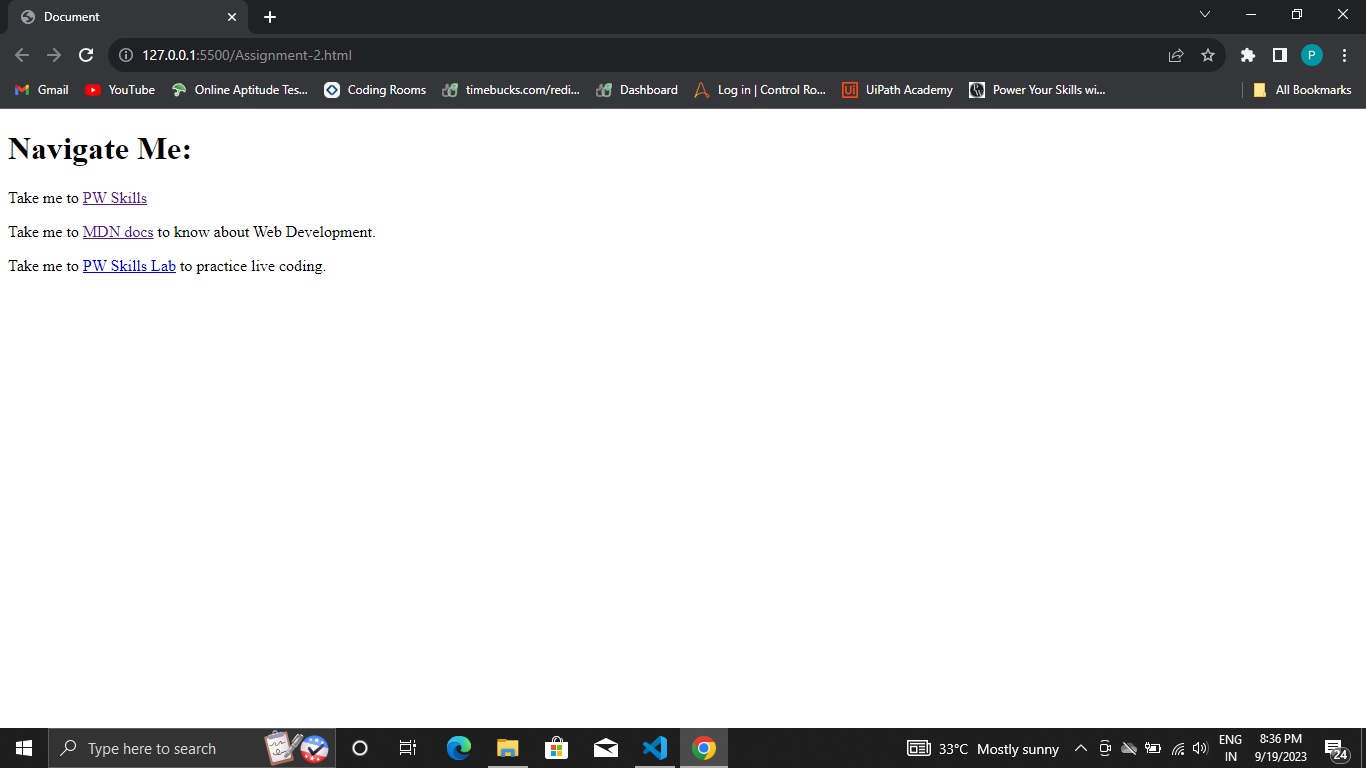 Document
127.0.0.1:5500/Assignment-2.html
Gmail YouTube Online Aptitude Tes... Coding Rooms timebucks.com/redi... Dashboard Log in | Control Ro... UiPath Academy Power Your Skills wi... All Bookmarks
Navigate Me:
Take me to PW Skills
Take me to MDN docs to know about Web Development.
Take me to PW Skills Lab to practice live coding.
Type here to search
33°C Mostly sunny
ENG
IN
8:36 PM
9/19/2023
24
P
Ui